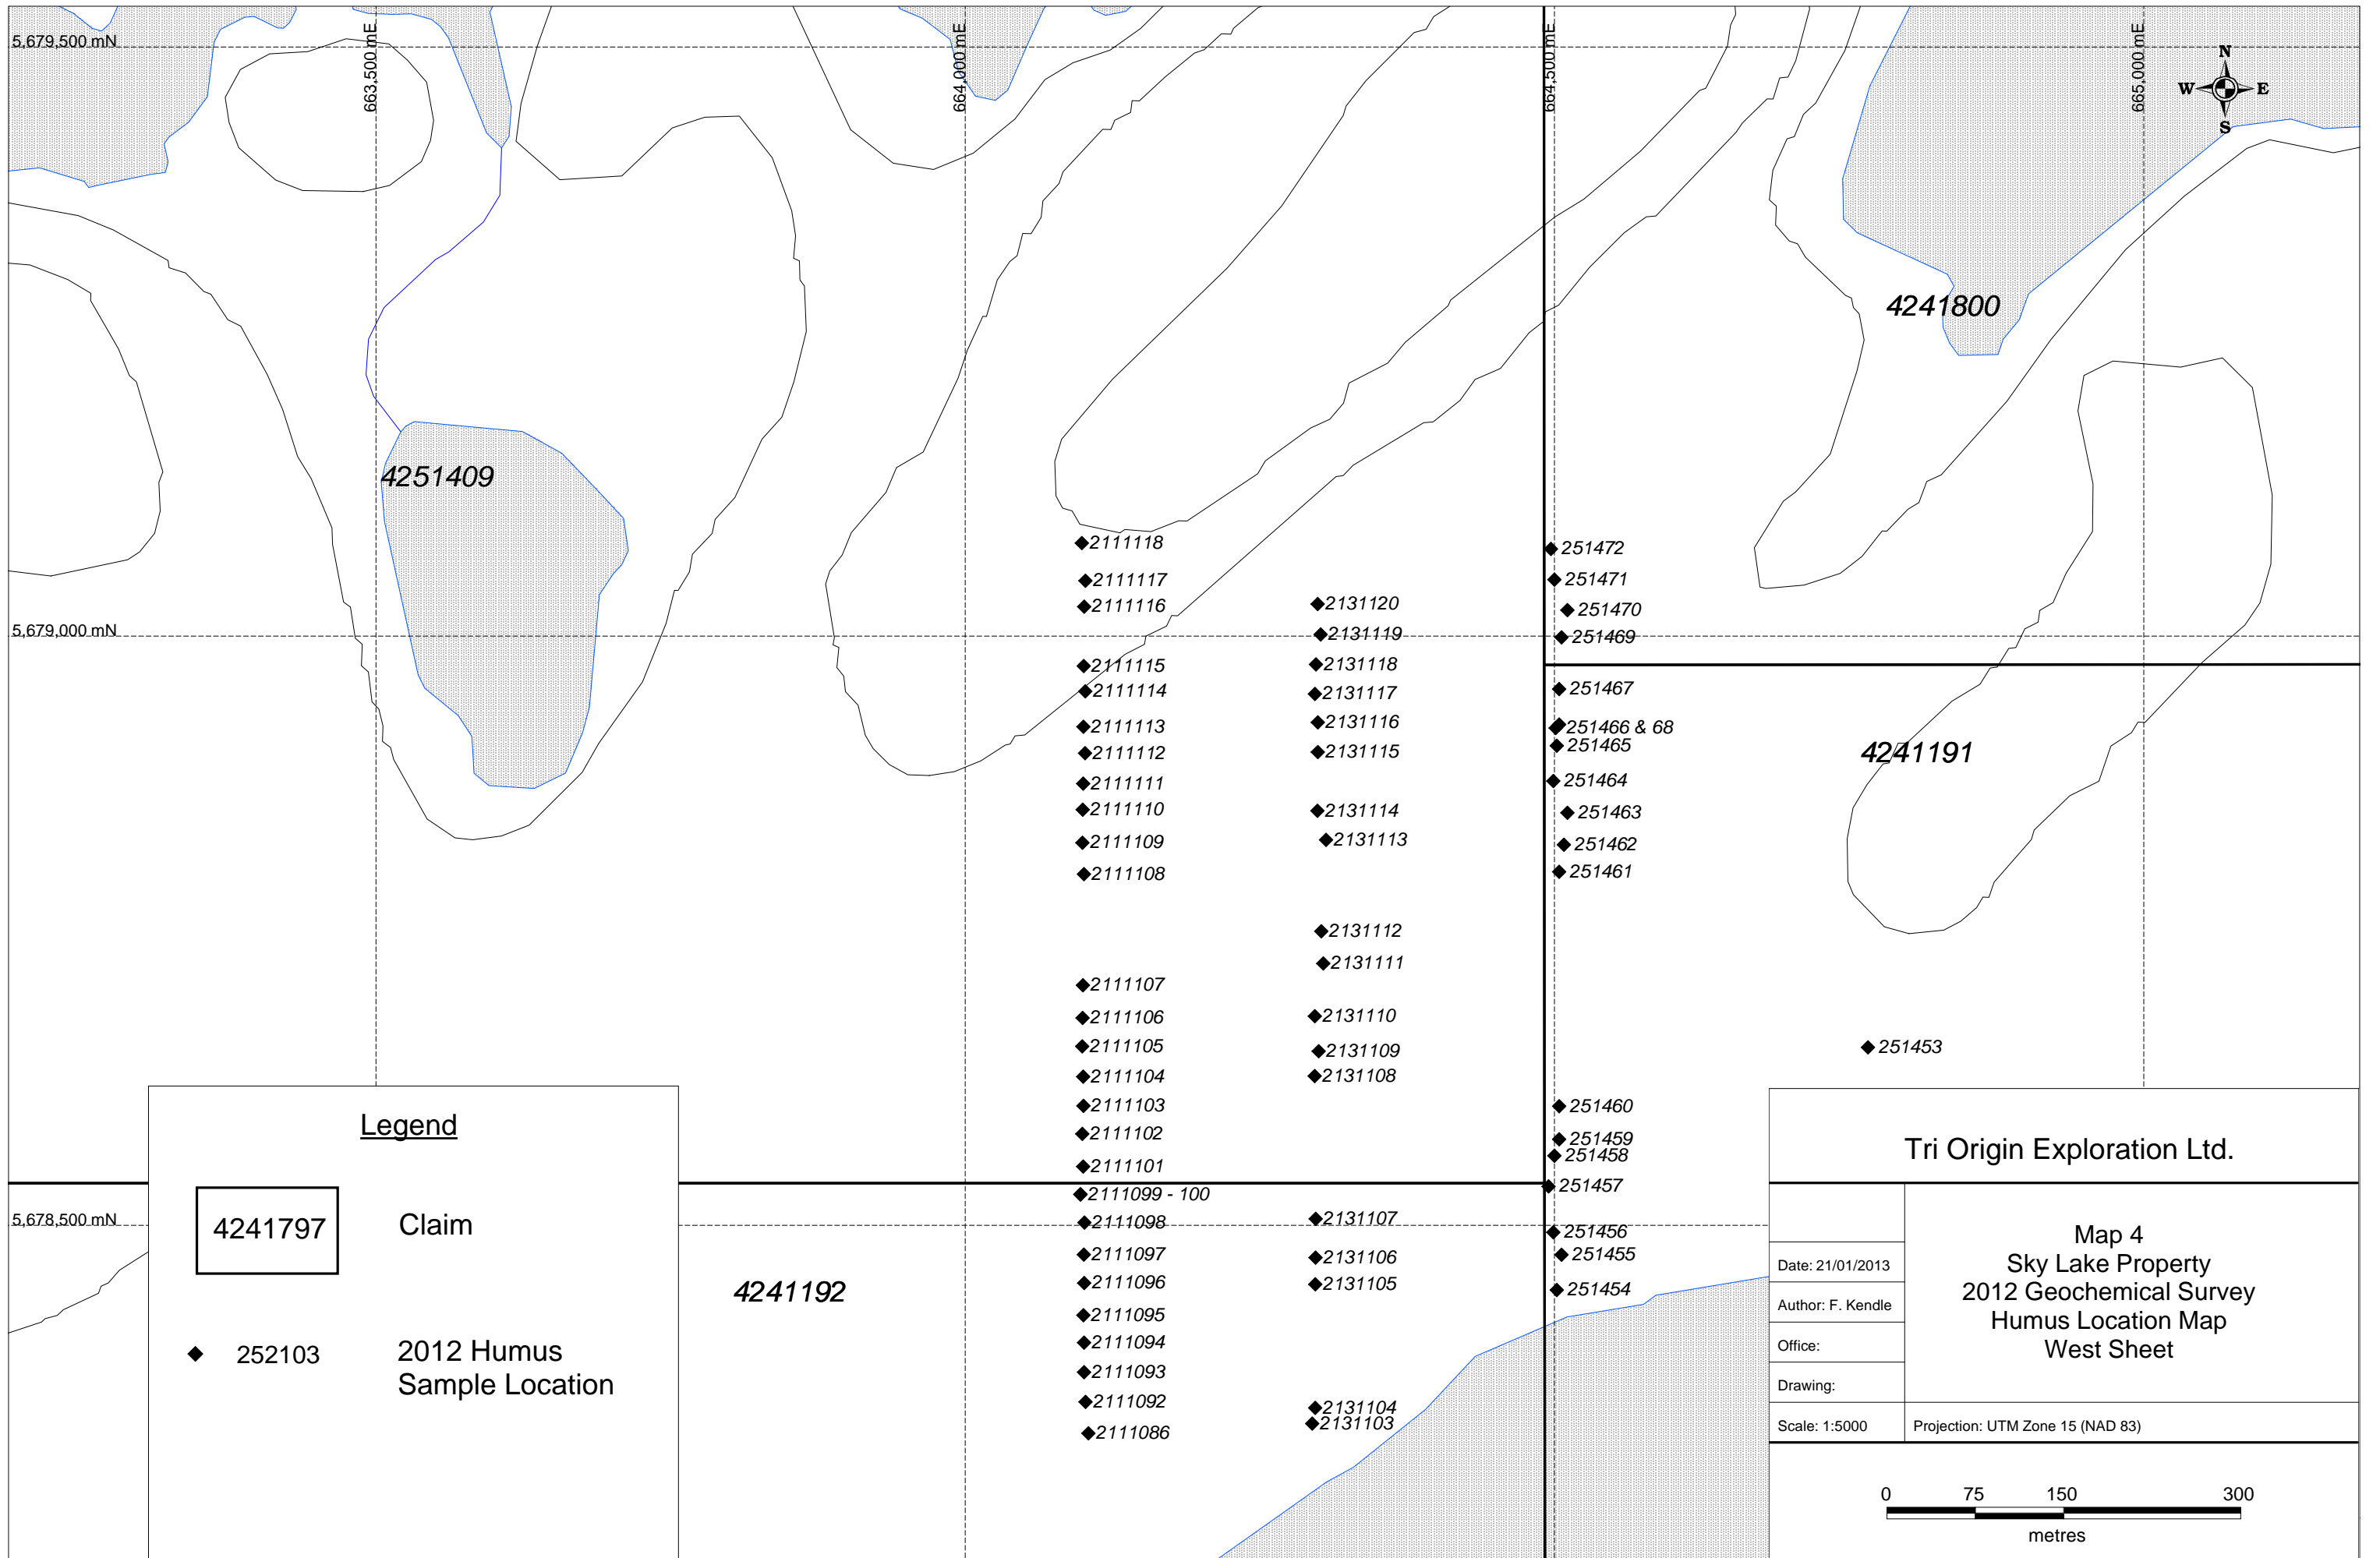 5,679,500 mN
663,500 mE
664,000 mE
664,500 mE
665,000 mE
N
W
E
S
4241800
4251409
2111118
251472
2111117
251471
2111116
2131120
251470
5,679,000 mN
2131119
251469
2111115
2131118
2111114
2131117
251467
2111113
2131116
251466 & 68
251465
2111112
2131115
4241191
2111111
251464
2111110
2131114
251463
2111109
2131113
251462
2111108
251461
2131112
2131111
2111107
2111106
2131110
2111105
2131109
251453
2111104
2131108
2111103
251460
2111102
251459
251458
2111101
251457
2111099 - 100
5,678,500 mN
2111098
2131107
251456
2111097
2131106
251455
2111096
2131105
251454
4241192
2111095
2111094
2111093
2111092
2131104
2131103
2111086
Legend
4241797
Claim
252103
2012 Humus
Sample Location
Tri Origin Exploration Ltd.
Date: 21/01/2013
Author: F. Kendle
Office:
Drawing:
Scale: 1:5000
Map 4
Sky Lake Property
2012 Geochemical Survey
Humus Location Map
West Sheet
Projection: UTM Zone 15 (NAD 83)
0 75 150 300
metres